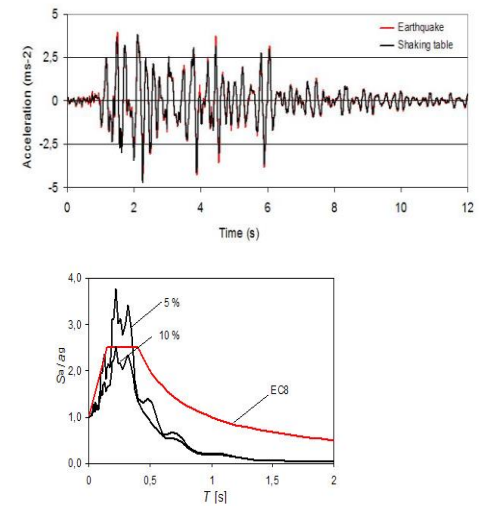 5
2,5
0
-2,5
-5
Acceleration (ms-2)
Earthquake
Shaking table
0 2 4 6 8 10 12
Time (s)
4,0
3,0
2,0
1,0
0,0
Sa/ag
5 %
10 %
EC8
0 0,5 1 1,5 2
T [s]